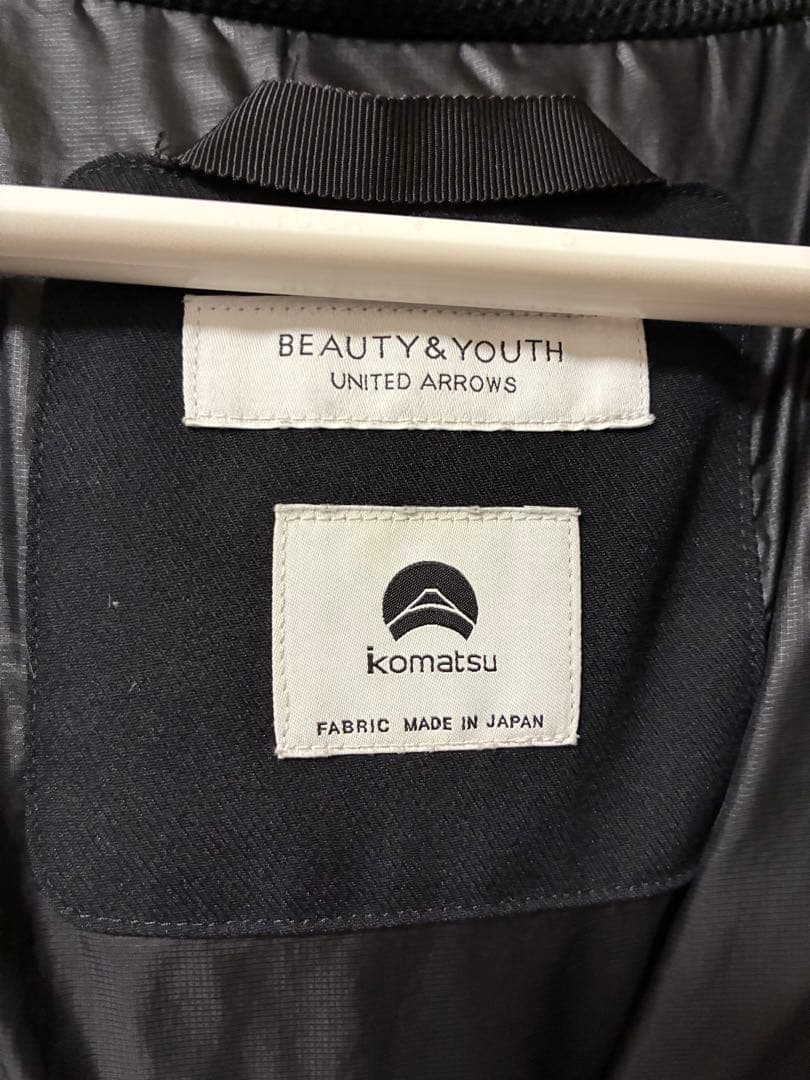 BEAUTY&YOUTH
UNITED ARROWS
komatsu
FABRIC MADE IN JAPAN